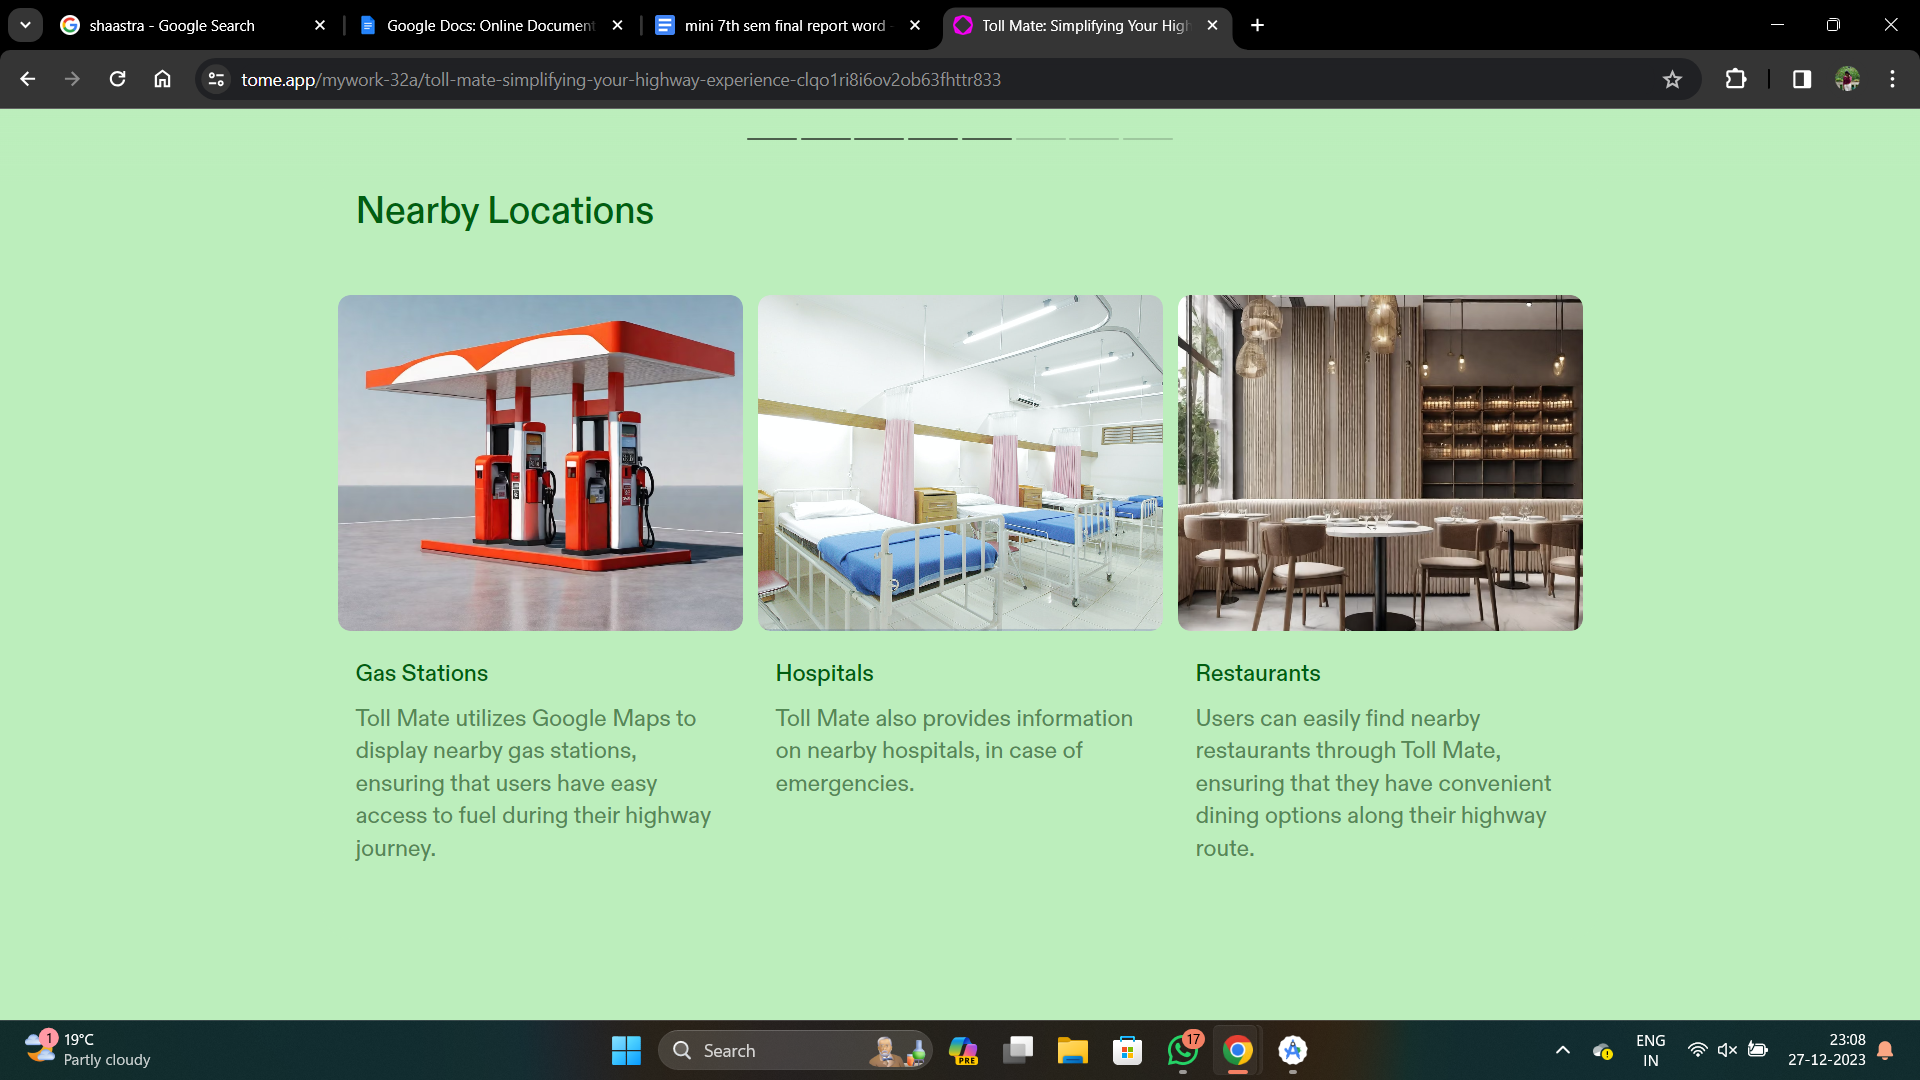 shaastra - Google Search
Google Docs: Online Document
mini 7th sem final report word -
Toll Mate: Simplifying Your High
tome.app/mywork-32a/toll-mate-simplifying-your-highway-experience-clqo1ri8i6ov2ob63fhttr833
Nearby Locations
Gas Stations
Toll Mate utilizes Google Maps to
display nearby gas stations,
ensuring that users have easy
access to fuel during their highway
journey.
Hospitals
Toll Mate also provides information
on nearby hospitals, in case of
emergencies.
Restaurants
Users can easily find nearby
restaurants through Toll Mate,
ensuring that they have convenient
dining options along their highway
route.
1
19°C
Partly cloudy
Search
PRE
17
ENG
IN
23:08
27-12-2023